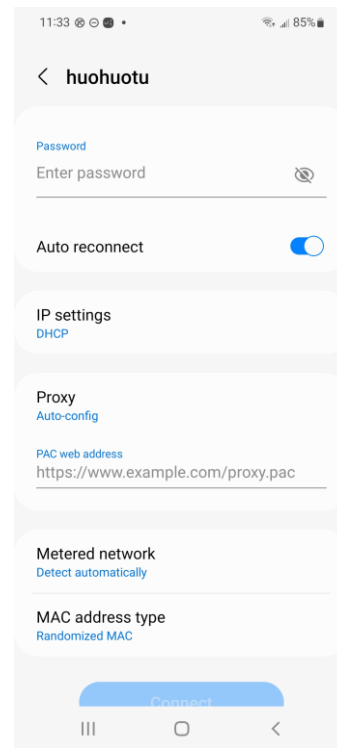 11:33 85%
huohuotu
Password
Enter password
Auto reconnect
IP settings
DHCP
Proxy
Auto-config
PAC web address
https://www.example.com/proxy.pac
Metered network
Detect automatically
MAC address type
Randomized MAC
Connect